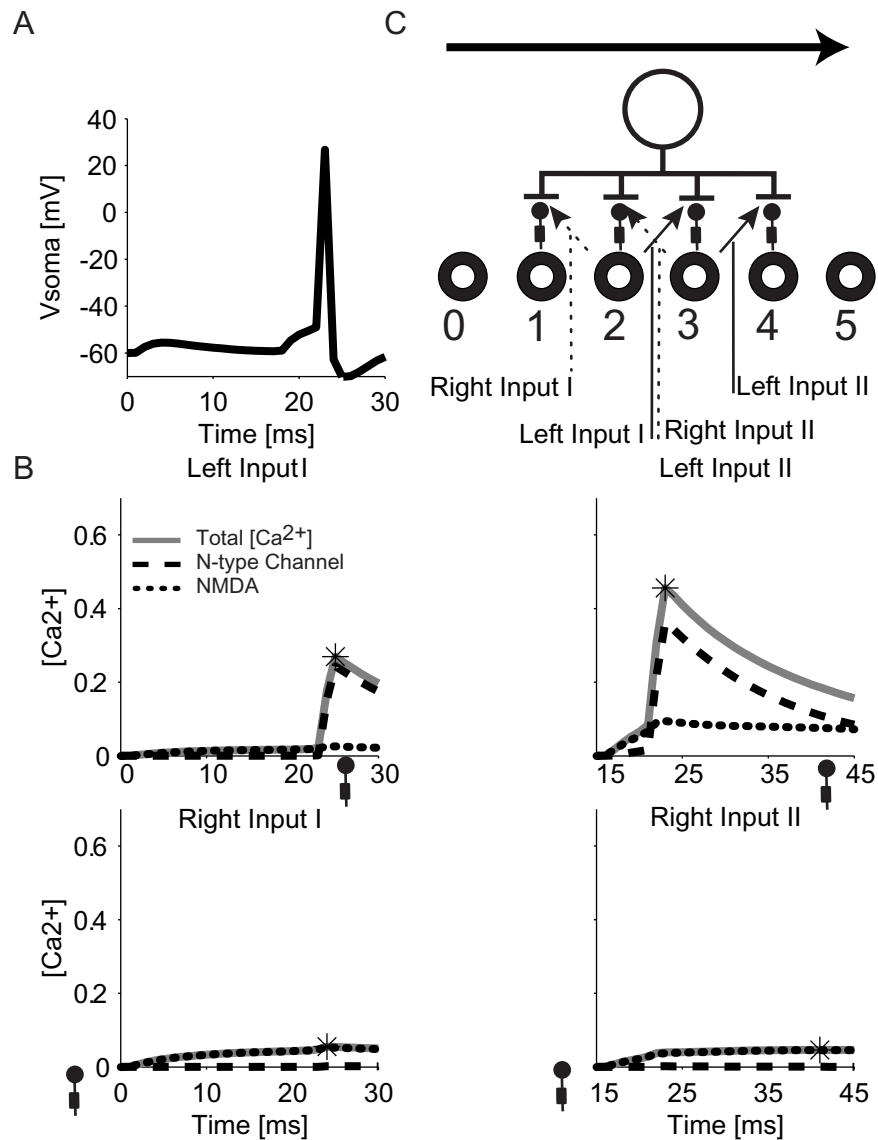 A
Vsoma [mV]
40
20
0
-20
-40
-60
0 10 20 30
Time [ms]
C
0 1 2 3 4 5
Right Input I
Left Input II
Left Input I
Right Input II
B
Left Input I
[Ca2+]
0.6
0.4
0.2
0
Total [Ca2+]
N-type Channel
NMDA
0 10 20 30
Left Input II
15 25 35 45
Right Input I
[Ca2+]
0.6
0.4
0.2
0
0 10 20 30
Time [ms]
Right Input II
15 25 35 45
Time [ms]